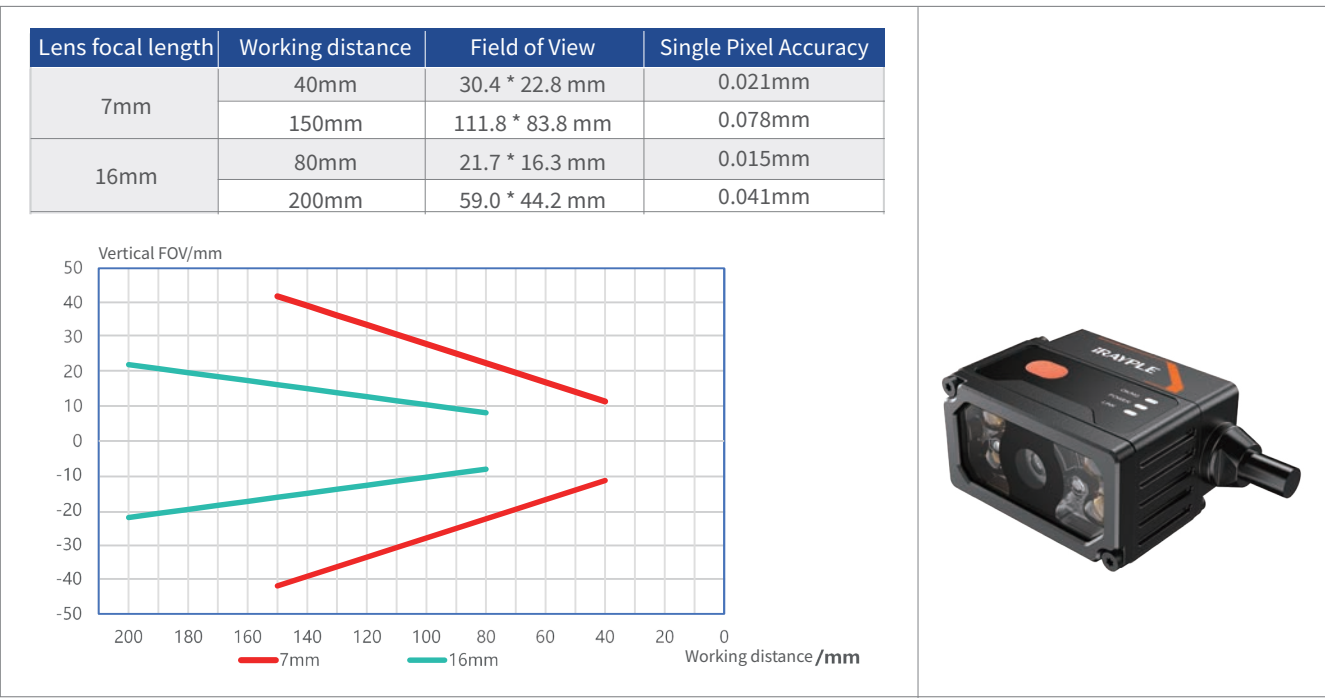 Lens focal length Working distance Field of View Single Pixel Accuracy
7mm 40mm 30.4 * 22.8 mm 0.021mm
150mm 111.8 * 83.8 mm 0.078mm
16mm 80mm 21.7 * 16.3 mm 0.015mm
200mm 59.0 * 44.2 mm 0.041mm
Vertical FOV/mm
50
40
30
20
10
0
-10
-20
-30
-40
-50
200 180 160 140 120 100 80 60 40 20 0
Working distance/mm
7mm 16mm
iRAYPLE
POWER
LINK